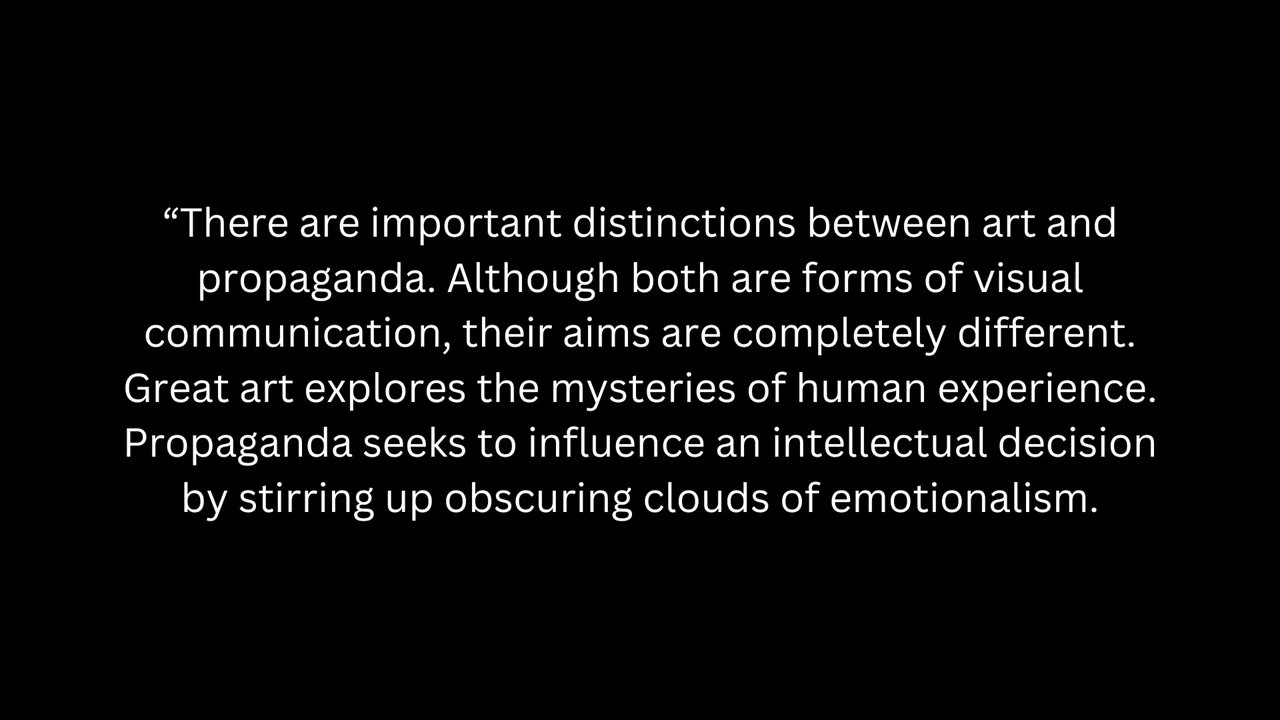 “There are important distinctions between art and
propaganda. Although both are forms of visual
communication, their aims are completely different.
Great art explores the mysteries of human experience.
Propaganda seeks to influence an intellectual decision
by stirring up obscuring clouds of emotionalism.